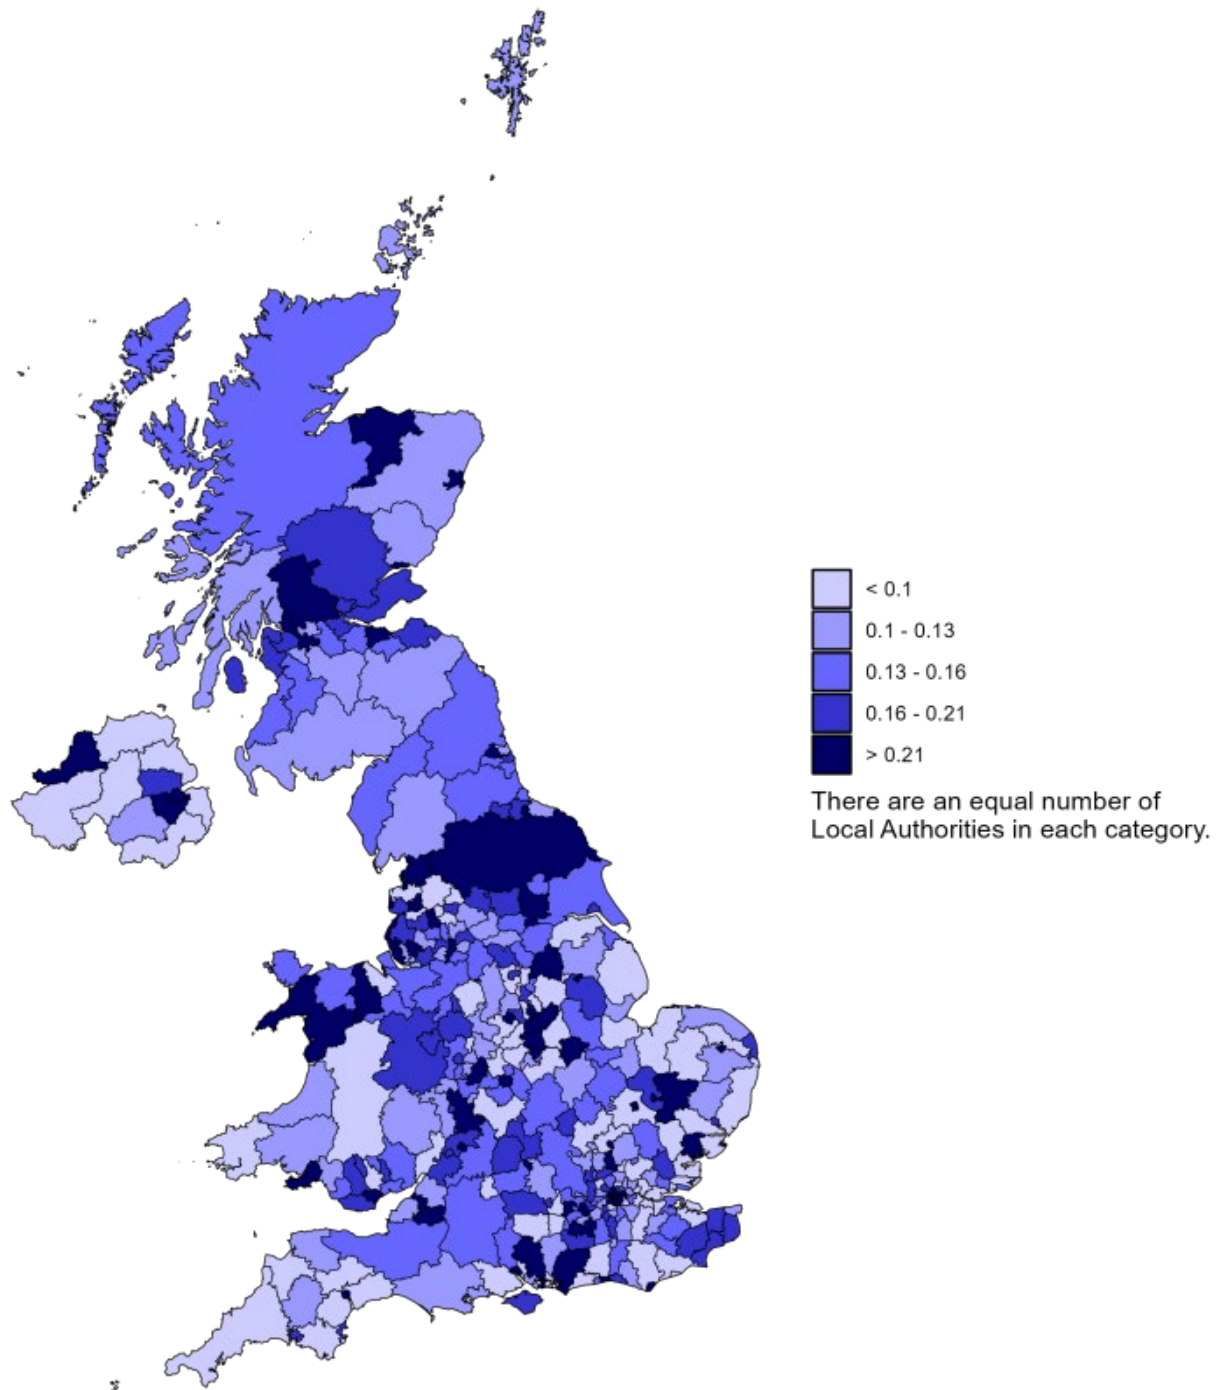 < 0.1
0.1 - 0.13
0.13 - 0.16
0.16 - 0.21
> 0.21
There are an equal number of
Local Authorities in each category.